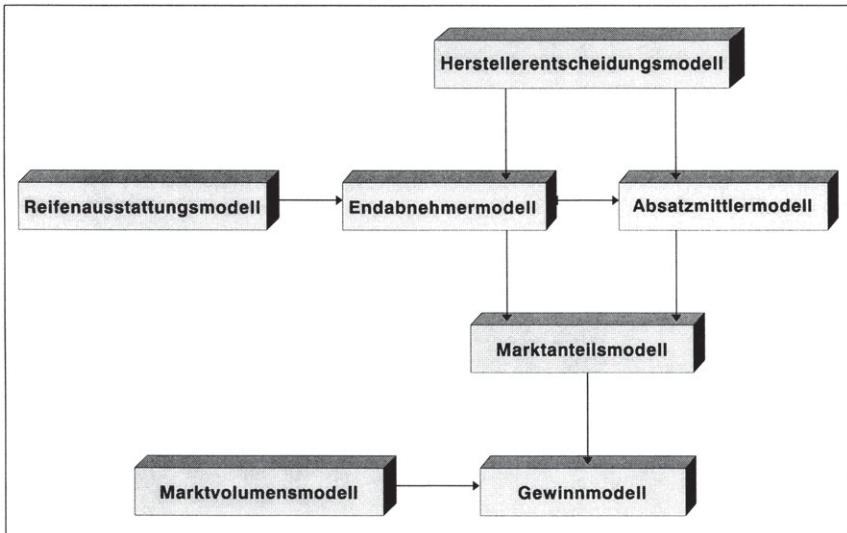 Herstellerentscheidungsmodell
Reifenausstattungsmodell
Endabnehmermodell
Absatzmittlermodell
Marktanteilsmodell
Marktvolumensmodell
Gewinnmodell